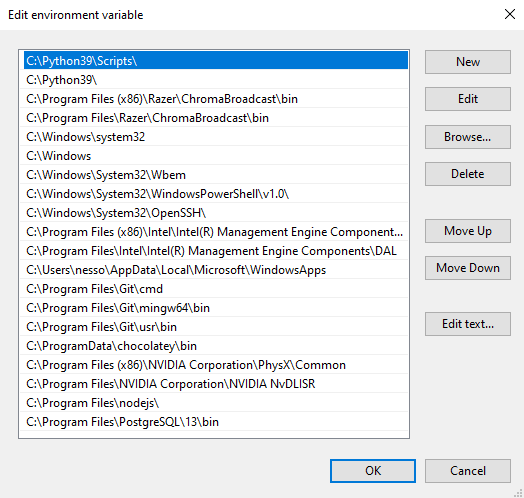 Edit environment variable
C:\Python39\Scripts\
C:\Python39\
C:\Program Files (x86)\Razer\ChromaBroadcast\bin
C:\Program Files\Razer\ChromaBroadcast\bin
C:\Windows\system32
C:\Windows
C:\Windows\System32\Wbem
C:\Windows\System32\WindowsPowerShell\v1.0\
C:\Windows\System32\OpenSSH\
C:\Program Files (x86)\Intel\Intel(R) Management Engine Component...
C:\Program Files\Intel\Intel(R) Management Engine Components\DAL
C:\Users\nesso\AppData\Local\Microsoft\WindowsApps
C:\Program Files\Git\cmd
C:\Program Files\Git\mingw64\bin
C:\Program Files\Git\usr\bin
C:\ProgramData\chocolatey\bin
C:\Program Files (x86)\NVIDIA Corporation\PhysX\Common
C:\Program Files\NVIDIA Corporation\NVIDIA NvDLISR
C:\Program Files\nodejs\
C:\Program Files\PostgreSQL\13\bin
New
Edit
Browse...
Delete
Move Up
Move Down
Edit text...
OK
Cancel